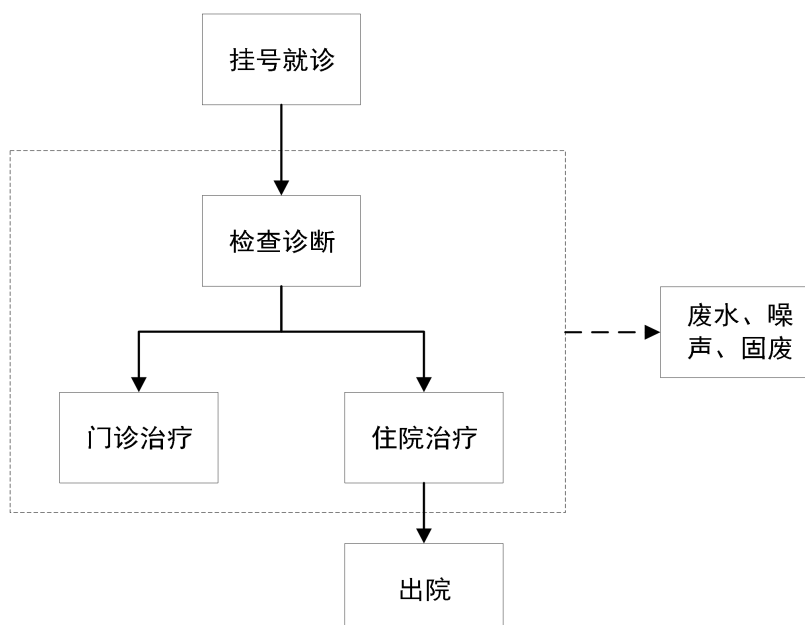 挂号就诊
检查诊断
废水、噪
声、固废
门诊治疗
住院治疗
出院